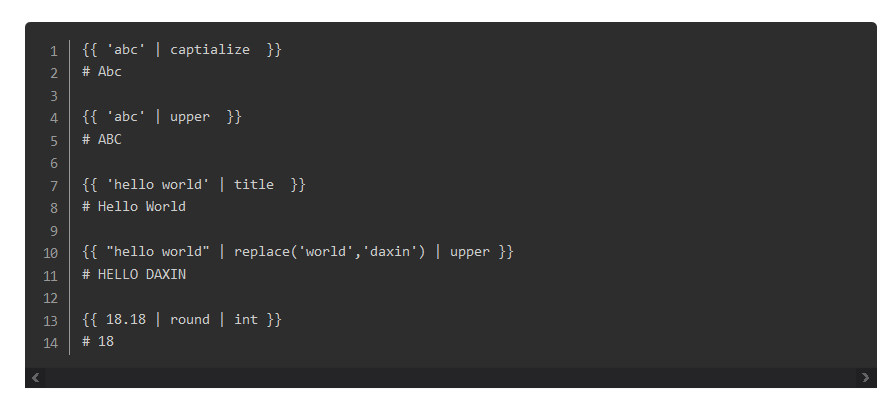 1 {{ 'abc' | captialize  }}
2 # Abc
3
4 {{ 'abc' | upper  }}
5 # ABC
6
7 {{ 'hello world' | title  }}
8 # Hello World
9
10 {{ "hello world" | replace('world','daxin') | upper }}
11 # HELLO DAXIN
12
13 {{ 18.18 | round | int }}
14 # 18